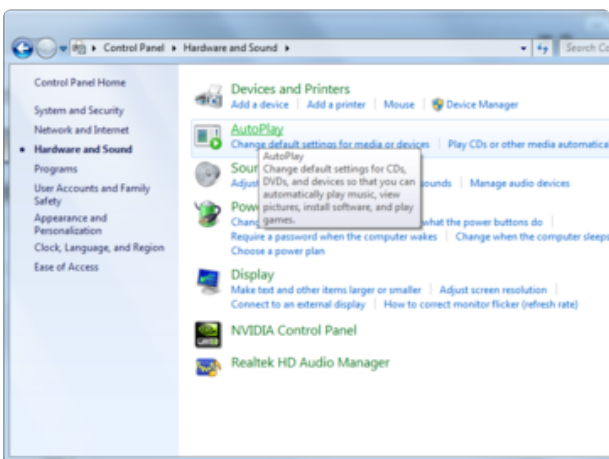 Control Panel Hardware and Sound Search Co
Control Panel Home
System and Security
Network and Internet
Hardware and Sound
Programs
User Accounts and Family
Safety
Appearance and
Personalization
Clock, Language, and Region
Ease of Access
Devices and Printers
Add a device Add a printer Mouse Device Manager
AutoPlay
Change default settings for media or devices Play CDs or other media automatica
AutoPlay
Change default settings for CDs,
DVDs, and devices so that you can
automatically play music, view
pictures, install software, and play
games.
Soun
Adjus ounds Manage audio devices
Pow
Chang what the power buttons do
Require a password when the computer wakes Change when the computer sleeps
Choose a power plan
Display
Make text and other items larger or smaller Adjust screen resolution
Connect to an external display How to correct monitor flicker (refresh rate)
NVIDIA Control Panel
Realtek HD Audio Manager